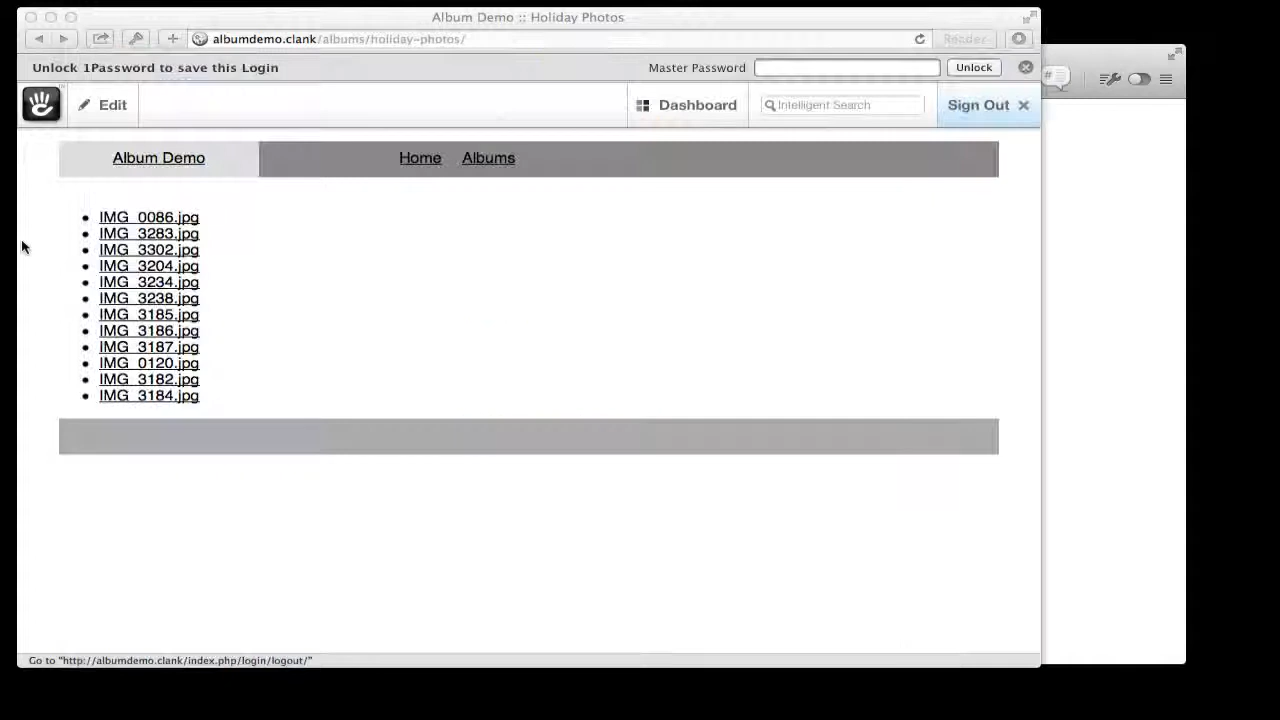 Album Demo :: Holiday Photos
albumdemo.clank/albums/holiday-photos/
Reader
Unlock 1Password to save this Login
Master Password
Unlock
Edit
Dashboard
Intelligent Search
Sign Out
Album Demo
Home Albums
IMG_0086.jpg
IMG_3283.jpg
IMG_3302.jpg
IMG_3204.jpg
IMG_3234.jpg
IMG_3238.jpg
IMG_3185.jpg
IMG_3186.jpg
IMG_3187.jpg
IMG_0120.jpg
IMG_3182.jpg
IMG_3184.jpg
Go to "http://albumdemo.clank/index.php/login/logout/"
#